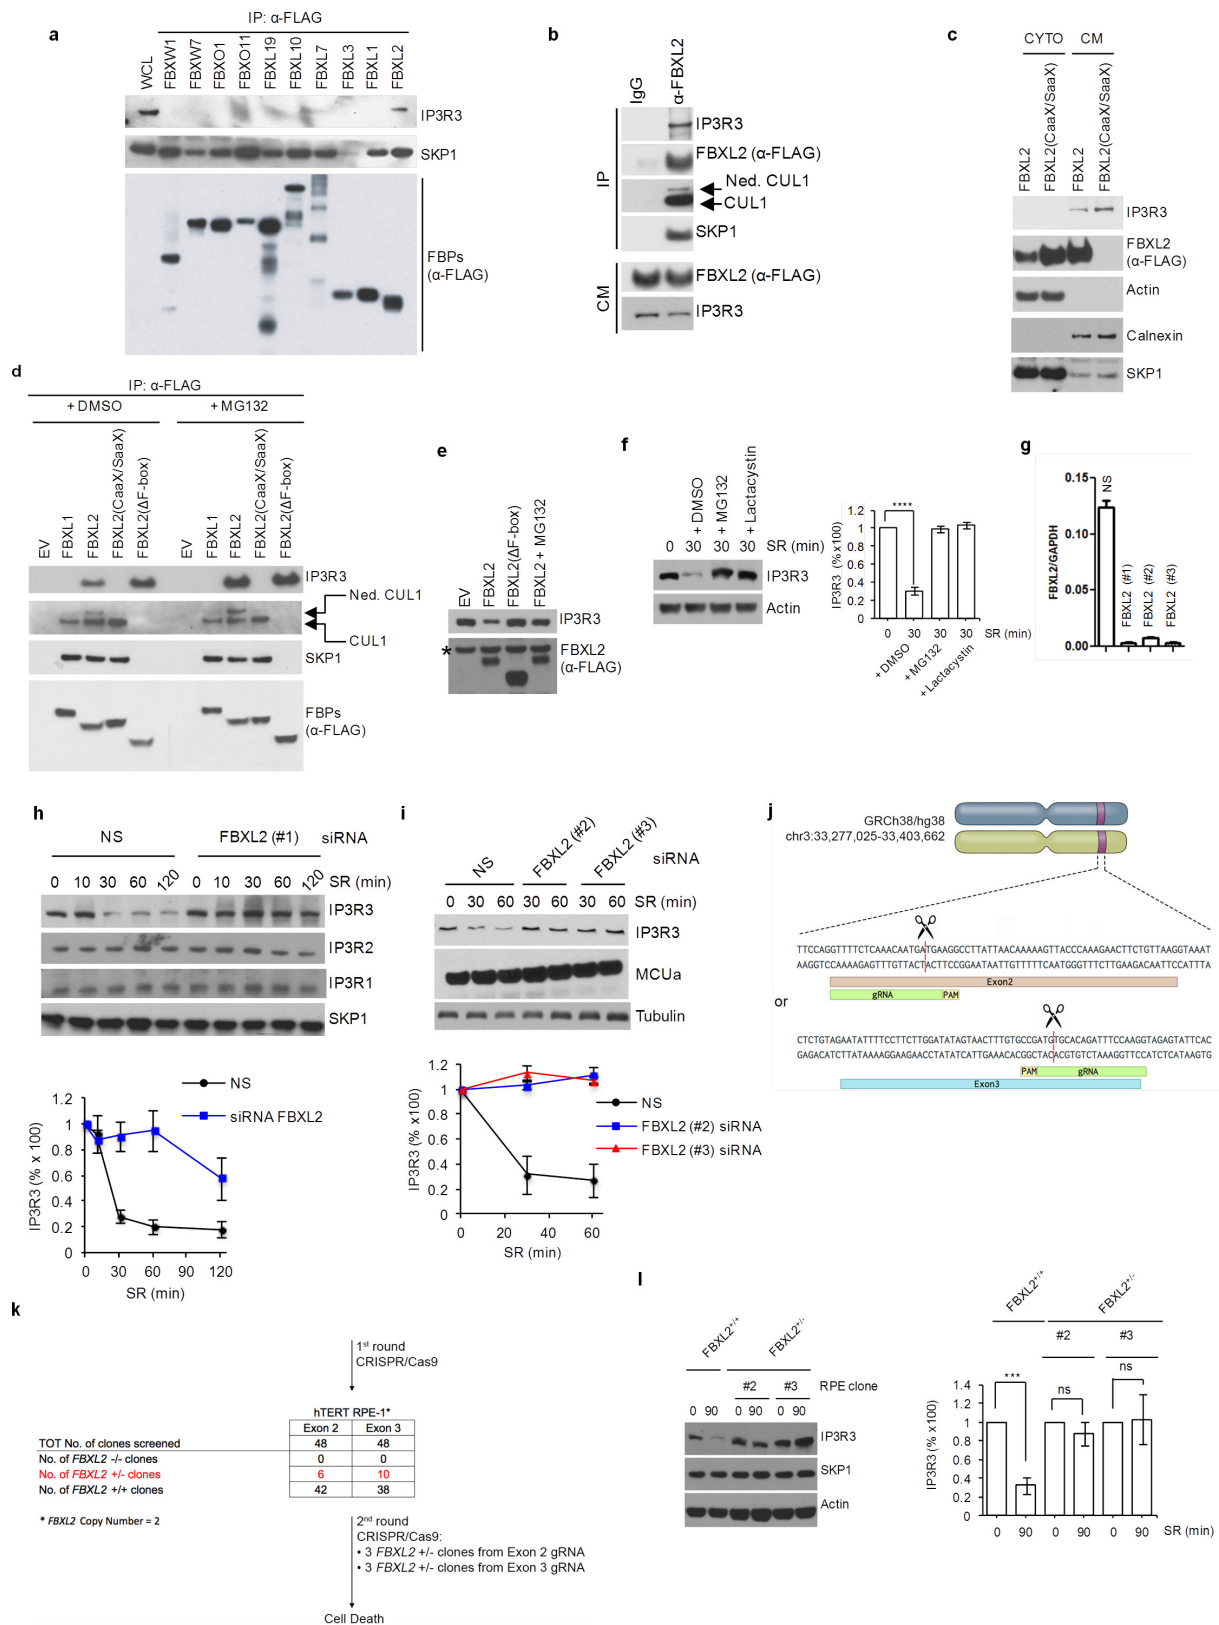 a
IP: α-FLAG
WCL
FBXW1
FBXW7
FBXO1
FBXO11
FBXL19
FBXL10
FBXL7
FBXL3
FBXL1
FBXL2
IP3R3
SKP1
FBPs
(α-FLAG)
b
IgG
α-FBXL2
IP
IP3R3
FBXL2 (α-FLAG)
Ned. CUL1
CUL1
SKP1
CM
FBXL2 (α-FLAG)
IP3R3
c
CYTO CM
FBXL2
FBXL2(CaaX/SaaX)
FBXL2
FBXL2(CaaX/SaaX)
IP3R3
FBXL2
(α-FLAG)
Actin
Calnexin
SKP1
d
IP: α-FLAG
+ DMSO + MG132
EV
FBXL1
FBXL2
FBXL2(CaaX/SaaX)
FBXL2(ΔF-box)
EV
FBXL1
FBXL2
FBXL2(CaaX/SaaX)
FBXL2(ΔF-box)
IP3R3
Ned. CUL1
CUL1
SKP1
FBPs
(α-FLAG)
e
EV
FBXL2
FBXL2(ΔF-box)
FBXL2 + MG132
IP3R3
*
FBXL2
(α-FLAG)
f
+ DMSO
+ MG132
+ Lactacystin
0 30 30 30 SR (min)
IP3R3
Actin
IP3R3 (% x100)
1.2
1
0.8
0.6
0.4
0.2
0
****
0 30 30 30 SR (min)
+ DMSO
+ MG132
+ Lactacystin
g
FBXL2/GAPDH
0.15
0.10
0.05
0.00
NS
FBXL2 (#1)
FBXL2 (#2)
FBXL2 (#3)
h
NS FBXL2 (#1) siRNA
0 10 30 60 120 0 10 30 60 120 SR (min)
IP3R3
IP3R2
IP3R1
SKP1
NS
siRNA FBXL2
IP3R3 (% x 100)
1.2
1
0.8
0.6
0.4
0.2
0
0 30 60 90 120
SR (min)
i
NS
FBXL2 (#2)
FBXL2 (#3)
siRNA
0 30 60 30 60 30 60 SR (min)
IP3R3
MCUa
Tubulin
IP3R3 (% x100)
1.2
1
0.8
0.6
0.4
0.2
0
0 20 40 60
SR (min)
NS
FBXL2 (#2) siRNA
FBXL2 (#3) siRNA
j
GRCh38/hg38
chr3:33,277,025-33,403,662
TTCCAGGTTTTCTCAAACAATGATGAAGGCCTTATTAACAAAAAGTTACCCAAAGAACTTCTGTTAAGGTAAAT
AAGGTCCAAAAGAGTTTGTTACTACTTCCGGAATAATTGTTTTTCAATGGGTTTCTTGAAGACAATTCCATTTA
Exon2
gRNA PAM
or
CTCTGTAGAATATTTTCCTTCTTGGATATAGTAACTTTGTGCCGATGTGCACAGATTTCCAAGGTAGAGTATTCAC
GAGACATCTTATAAAAGGAAGAACCTATATCATTGAAACACGGCTACACGTGTCTAAAGGTTCCATCTCATAAGTG
PAM gRNA
Exon3
k
1st round
CRISPR/Cas9
hTERT RPE-1*
Exon 2 Exon 3
TOT No. of clones screened 48 48
No. of FBXL2 -/- clones 0 0
No. of FBXL2 +/- clones 6 10
No. of FBXL2 +/+ clones 42 38
* FBXL2 Copy Number = 2
2nd round
CRISPR/Cas9:
• 3 FBXL2 +/- clones from Exon 2 gRNA
• 3 FBXL2 +/- clones from Exon 3 gRNA
Cell Death
l
FBXL2+/+
FBXL2+/-
#2 #3 RPE clone
0 90 0 90 0 90
IP3R3
SKP1
Actin
FBXL2+/+
FBXL2+/-
#2 #3
IP3R3 (% x100)
1.4
1.2
1
0.8
0.6
0.4
0.2
0
*** ns ns
0 90 0 90 0 90 SR (min)